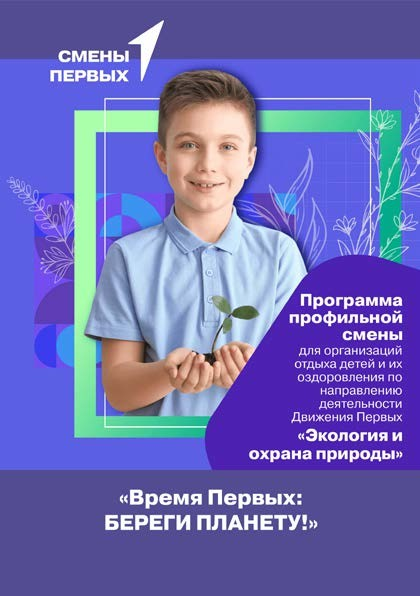 СМЕНЫ
ПЕРВЫХ
Программа
профильной
смены
для организаций
отдыха детей и их
оздоровления по
направлению
деятельности
Движения Первых
«Экология и
охрана природы»
«Время Первых:
БЕРЕГИ ПЛАНЕТУ!»